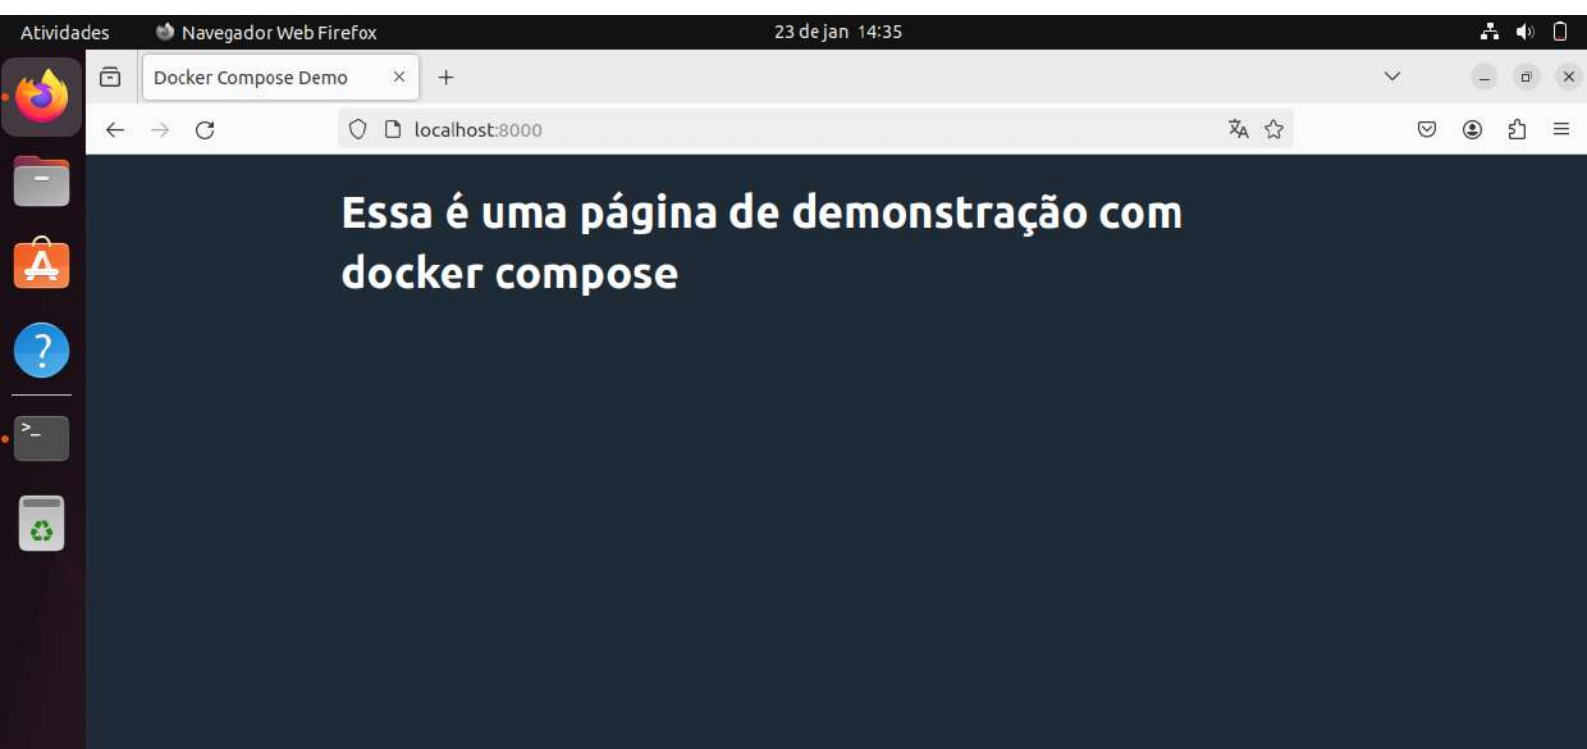 Atividades Navegador Web Firefox 23 de jan 14:35
Docker Compose Demo
localhost:8000
Essa é uma página de demonstração com
docker compose